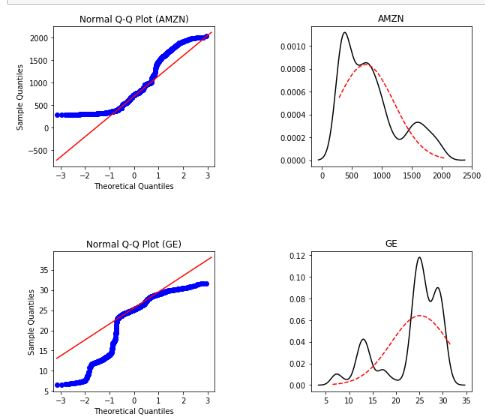 Normal Q-Q Plot (AMZN)
Sample Quantiles
2000
1500
1000
500
0
−500
−3 −2 −1 0 1 2 3
Theoretical Quantiles
AMZN
0.0010
0.0008
0.0006
0.0004
0.0002
0.0000
0 500 1000 1500 2000 2500
Normal Q-Q Plot (GE)
Sample Quantiles
35
30
25
20
15
10
5
−3 −2 −1 0 1 2 3
Theoretical Quantiles
GE
0.12
0.10
0.08
0.06
0.04
0.02
0.00
5 10 15 20 25 30 35